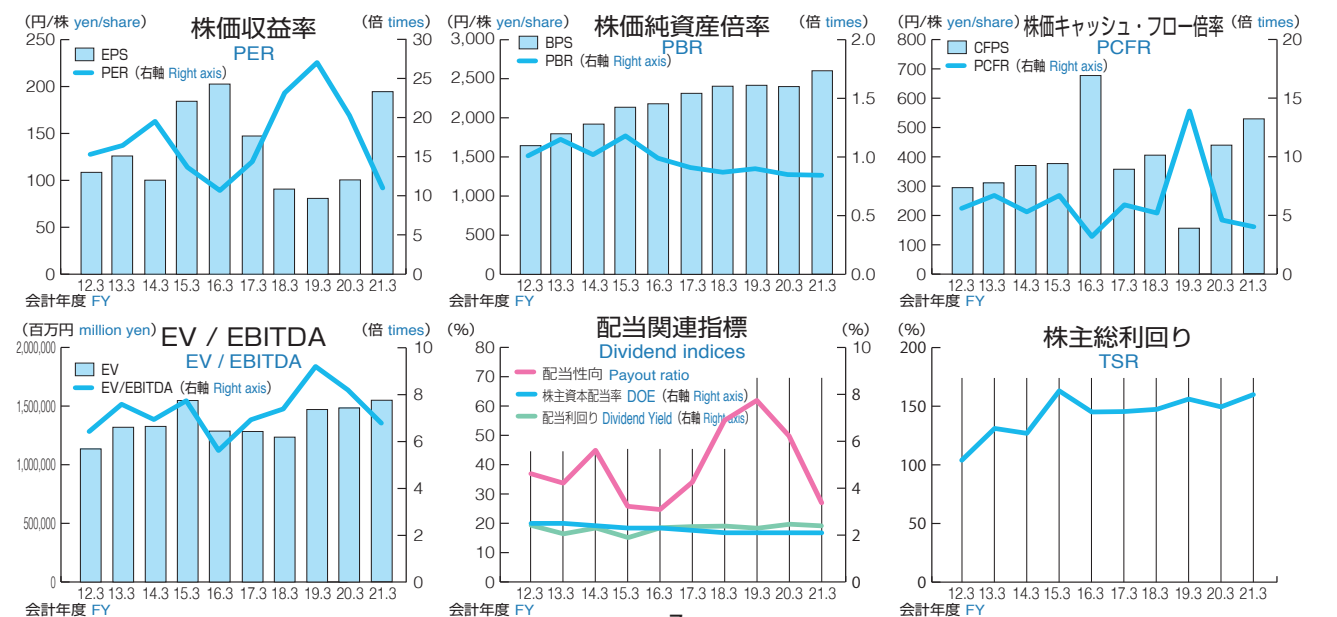 (円/株 yen/share)
株価収益率
PER
(倍 times)
EPS
PER (右軸 Right axis)
250
200
150
100
50
0
30
25
20
15
10
5
0
12.3 13.3 14.3 15.3 16.3 17.3 18.3 19.3 20.3 21.3
会計年度 FY
(円/株 yen/share)
株価純資産倍率
PBR
(倍 times)
BPS
PBR (右軸 Right axis)
3,000
2,500
2,000
1,500
1,000
500
0
2.0
1.5
1.0
0.5
0.0
12.3 13.3 14.3 15.3 16.3 17.3 18.3 19.3 20.3 21.3
会計年度 FY
(円/株 yen/share)
株価キャッシュ・フロー倍率
PCFR
(倍 times)
CFPS
PCFR (右軸 Right axis)
800
700
600
500
400
300
200
100
0
20
15
10
5
0
12.3 13.3 14.3 15.3 16.3 17.3 18.3 19.3 20.3 21.3
会計年度 FY
(百万円 million yen)
EV / EBITDA
EV / EBITDA
(倍 times)
EV
EV/EBITDA (右軸 Right axis)
2,000,000
1,500,000
1,000,000
500,000
0
10
8
6
4
2
0
12.3 13.3 14.3 15.3 16.3 17.3 18.3 19.3 20.3 21.3
会計年度 FY
(%)
配当関連指標
Dividend indices
(%)
配当性向 Payout ratio
株主資本配当率 DOE (右軸 Right axis)
配当利回り Dividend Yield (右軸 Right axis)
80
70
60
50
40
30
20
10
0
10
8
6
4
2
0
12.3 13.3 14.3 15.3 16.3 17.3 18.3 19.3 20.3 21.3
会計年度 FY
(%)
株主総利回り
TSR
200
150
100
50
0
12.3 13.3 14.3 15.3 16.3 17.3 18.3 19.3 20.3 21.3
会計年度 FY